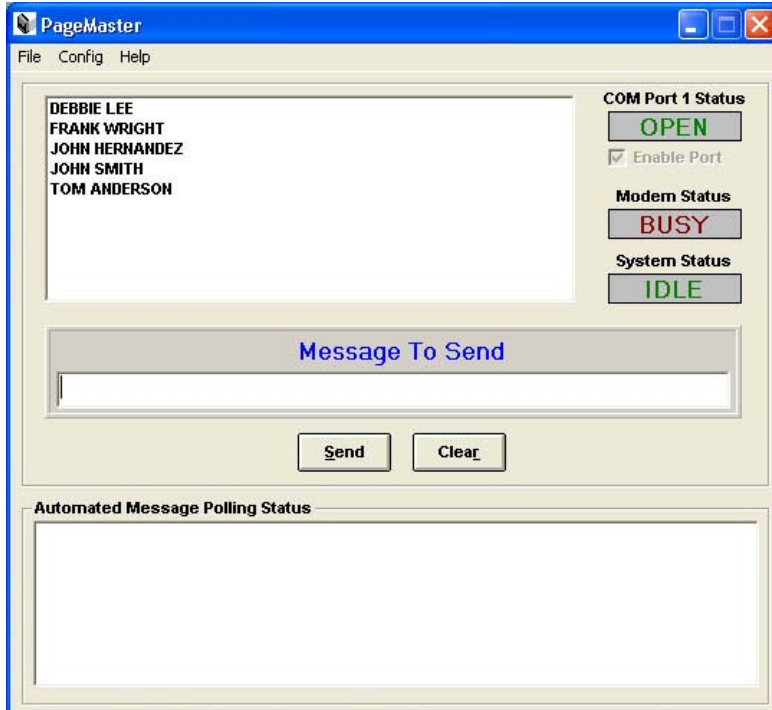 PageMaster
File Config Help
DEBBIE LEE
FRANK WRIGHT
JOHN HERNANDEZ
JOHN SMITH
TOM ANDERSON
COM Port 1 Status
OPEN
Enable Port
Modem Status
BUSY
System Status
IDLE
Message To Send
Send Clear
Automated Message Polling Status